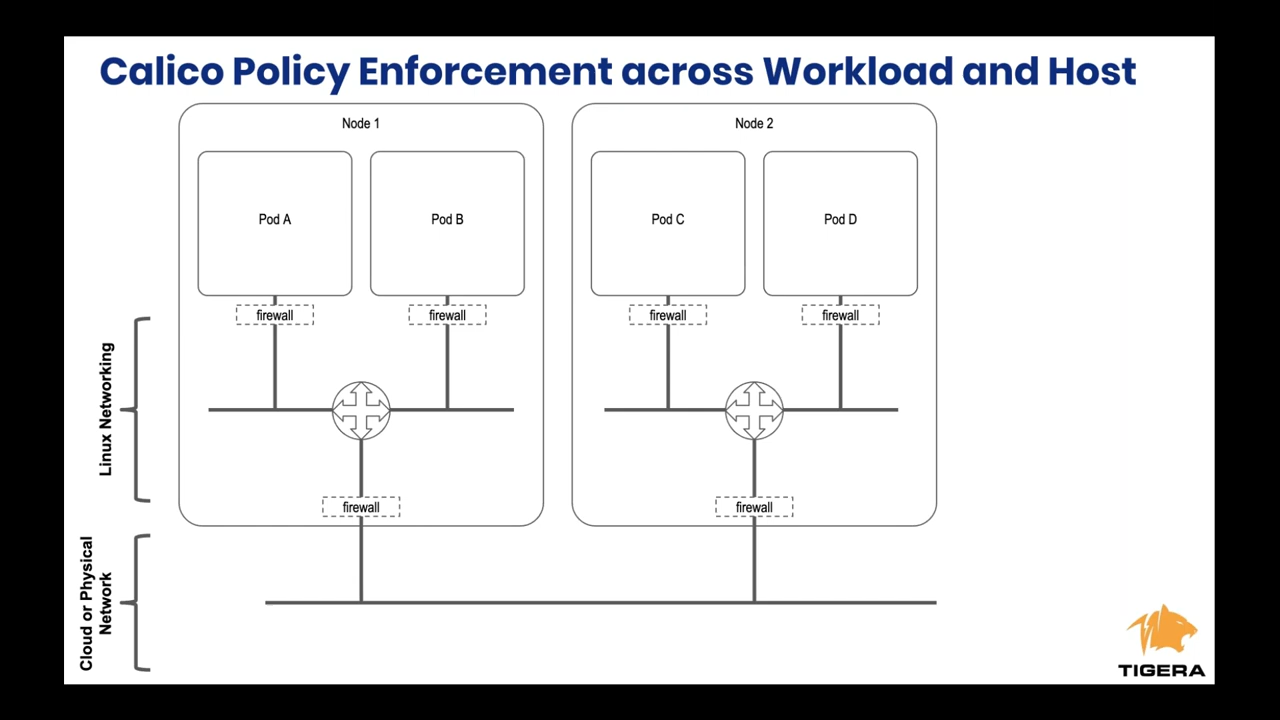 Calico Policy Enforcement across Workload and Host
Node 1
Node 2
Pod A
Pod B
Pod C
Pod D
firewall
firewall
firewall
firewall
Linux Networking
firewall
firewall
Cloud or Physical
Network
TIGERA